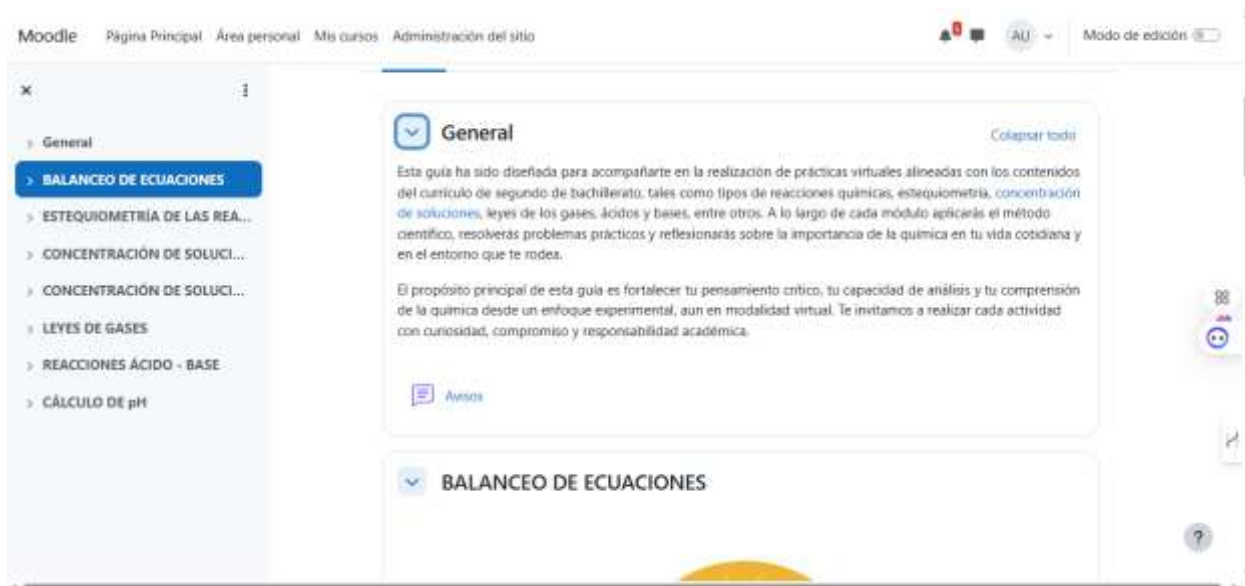 Moodle Página Principal Área personal Mis cursos Administración del sitio AU Modo de edición
General
BALANCEO DE ECUACIONES
ESTEQUIOMETRÍA DE LAS REA...
CONCENTRACIÓN DE SOLUCI...
CONCENTRACIÓN DE SOLUCI...
LEYES DE GASES
REACCIONES ÁCIDO - BASE
CÁLCULO DE pH
General
Colapsar todo
Esta guía ha sido diseñada para acompañarte en la realización de prácticas virtuales alineadas con los contenidos
del currículo de segundo de bachillerato, tales como tipos de reacciones químicas, estequiometría, concentración
de soluciones, leyes de los gases, ácidos y bases, entre otros. A lo largo de cada módulo aplicarás el método
científico, resolverás problemas prácticos y reflexionarás sobre la importancia de la química en tu vida cotidiana y
en el entorno que te rodea.
El propósito principal de esta guía es fortalecer tu pensamiento crítico, tu capacidad de análisis y tu comprensión
de la química desde un enfoque experimental, aun en modalidad virtual. Te invitamos a realizar cada actividad
con curiosidad, compromiso y responsabilidad académica.
Avisos
BALANCEO DE ECUACIONES
?